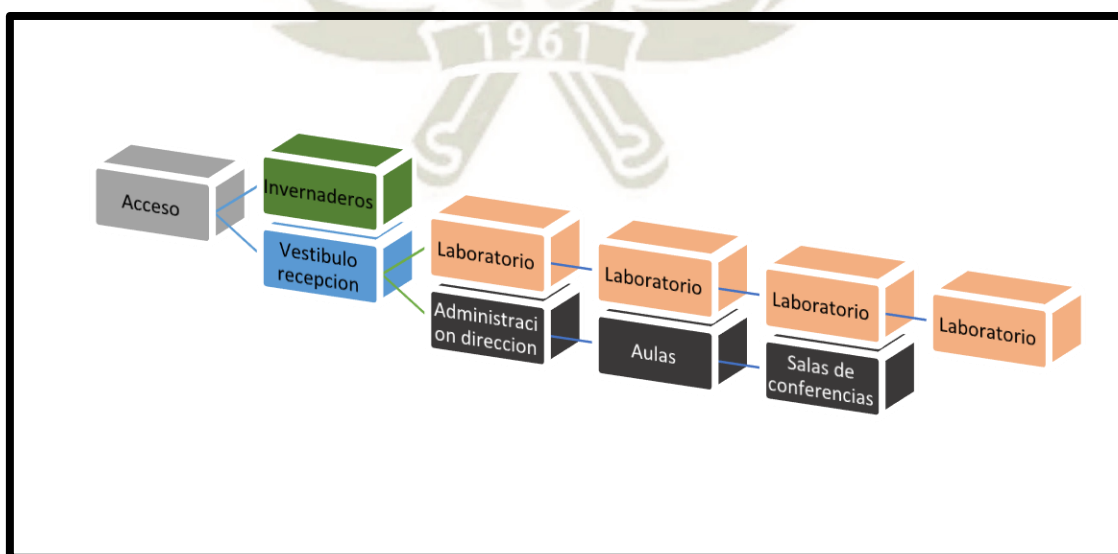 1961
Acceso
Invernaderos
Vestibulo
recepcion
Laboratorio
Laboratorio
Laboratorio
Laboratorio
Administraci
on direccion
Aulas
Salas de
conferencias